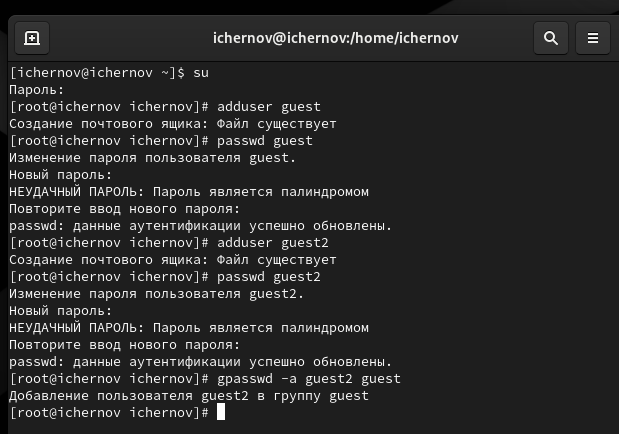 ichernov@ichernov:/home/ichernov
[ichernov@ichernov ~]$ su
Пароль:
[root@ichernov ichernov]# adduser guest
Создание почтового ящика: Файл существует
[root@ichernov ichernov]# passwd guest
Изменение пароля пользователя guest.
Новый пароль:
НЕУДАЧНЫЙ ПАРОЛЬ: Пароль является палиндромом
Повторите ввод нового пароля:
passwd: данные аутентификации успешно обновлены.
[root@ichernov ichernov]# adduser guest2
Создание почтового ящика: Файл существует
[root@ichernov ichernov]# passwd guest2
Изменение пароля пользователя guest2.
Новый пароль:
НЕУДАЧНЫЙ ПАРОЛЬ: Пароль является палиндромом
Повторите ввод нового пароля:
passwd: данные аутентификации успешно обновлены.
[root@ichernov ichernov]# gpasswd -a guest2 guest
Добавление пользователя guest2 в группу guest
[root@ichernov ichernov]#